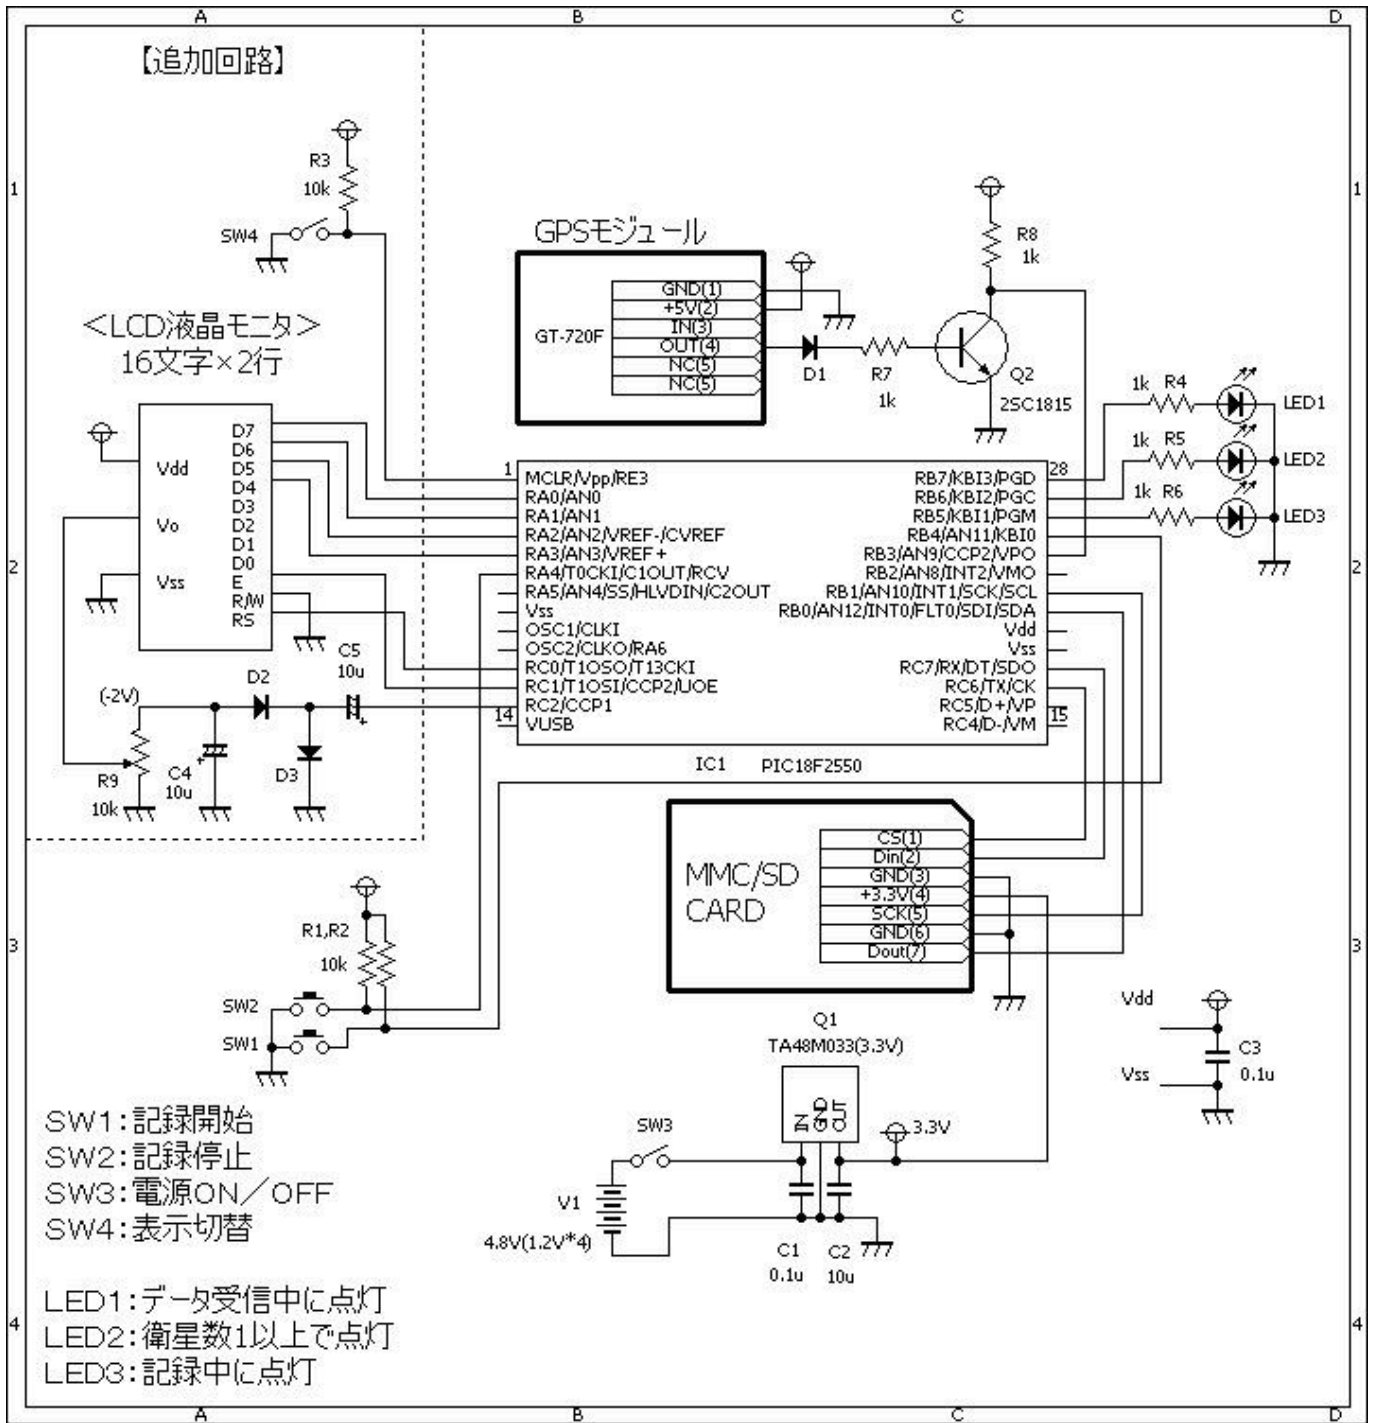 A B C D
【追加回路】
R3
10k
SW4
1
1
GPSモジュール
GT-720F
GND(1)
+5V(2)
IN(3)
OUT(4)
NC(5)
NC(5)
D1
R7
1k
R8
1k
Q2
2SC1815
<LCD液晶モニタ>
16文字×2行
Vdd
Vo
Vss
D7
D6
D5
D4
D3
D2
D1
D0
E
R/W
RS
1k R4
LED1
1k R5
LED2
1k R6
LED3
1
28
MCLR/Vpp/RE3
RA0/AN0
RA1/AN1
RA2/AN2/VREF-/CVREF
RA3/AN3/VREF+
RA4/T0CKI/C1OUT/RCV
RA5/AN4/SS/HLVDIN/C2OUT
Vss
OSC1/CLKI
OSC2/CLKO/RA6
RC0/T1OSO/T13CKI
RC1/T1OSI/CCP2/UOE
RC2/CCP1
VUSB
14
RB7/KBI3/PGD
RB6/KBI2/PGC
RB5/KBI1/PGM
RB4/AN11/KBI0
RB3/AN9/CCP2/VPO
RB2/AN8/INT2/VMO
RB1/AN10/INT1/SCK/SCL
RB0/AN12/INT0/FLT0/SDI/SDA
Vdd
Vss
RC7/RX/DT/SDO
RC6/TX/CK
RC5/D+/VP
RC4/D-/VM
15
IC1 PIC18F2550
2
2
C5
10u
D2
(-2V)
R9
10k
C4
10u
D3
MMC/SD
CARD
CS(1)
Din(2)
GND(3)
+3.3V(4)
SCK(5)
GND(6)
Dout(7)
3
3
R1,R2
10k
SW2
SW1
Q1
TA48M033(3.3V)
IN
GND
OUT
SW3
3.3V
V1
4.8V(1.2V*4)
C1
0.1u
C2
10u
Vdd
Vss
C3
0.1u
SW1:記録開始
SW2:記録停止
SW3:電源ON/OFF
SW4:表示切替
LED1:データ受信中に点灯
LED2:衛星数1以上で点灯
LED3:記録中に点灯
4
4
A B C D